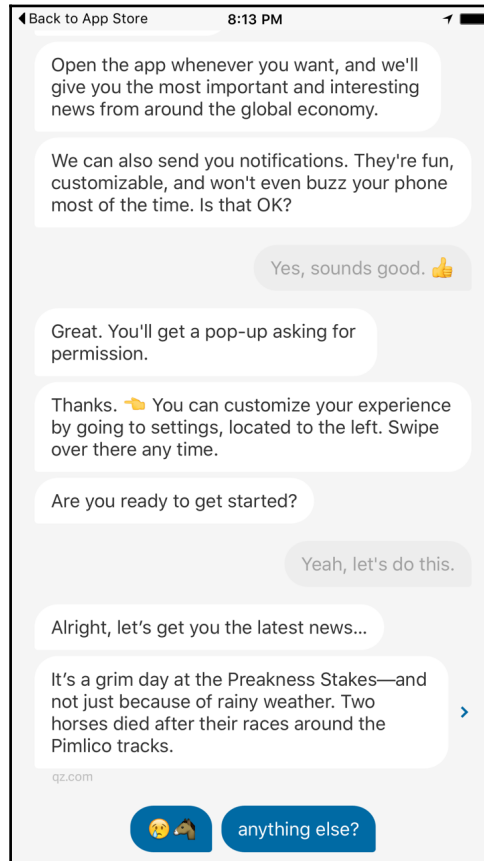 Back to App Store
8:13 PM
Open the app whenever you want, and we'll
give you the most important and interesting
news from around the global economy.
We can also send you notifications. They're fun,
customizable, and won't even buzz your phone
most of the time. Is that OK?
Yes, sounds good. 👍
Great. You'll get a pop-up asking for
permission.
Thanks. 👈 You can customize your experience
by going to settings, located to the left. Swipe
over there any time.
Are you ready to get started?
Yeah, let's do this.
Alright, let’s get you the latest news...
It’s a grim day at the Preakness Stakes—and
not just because of rainy weather. Two
horses died after their races around the
Pimlico tracks.
qz.com
😢🐴
anything else?